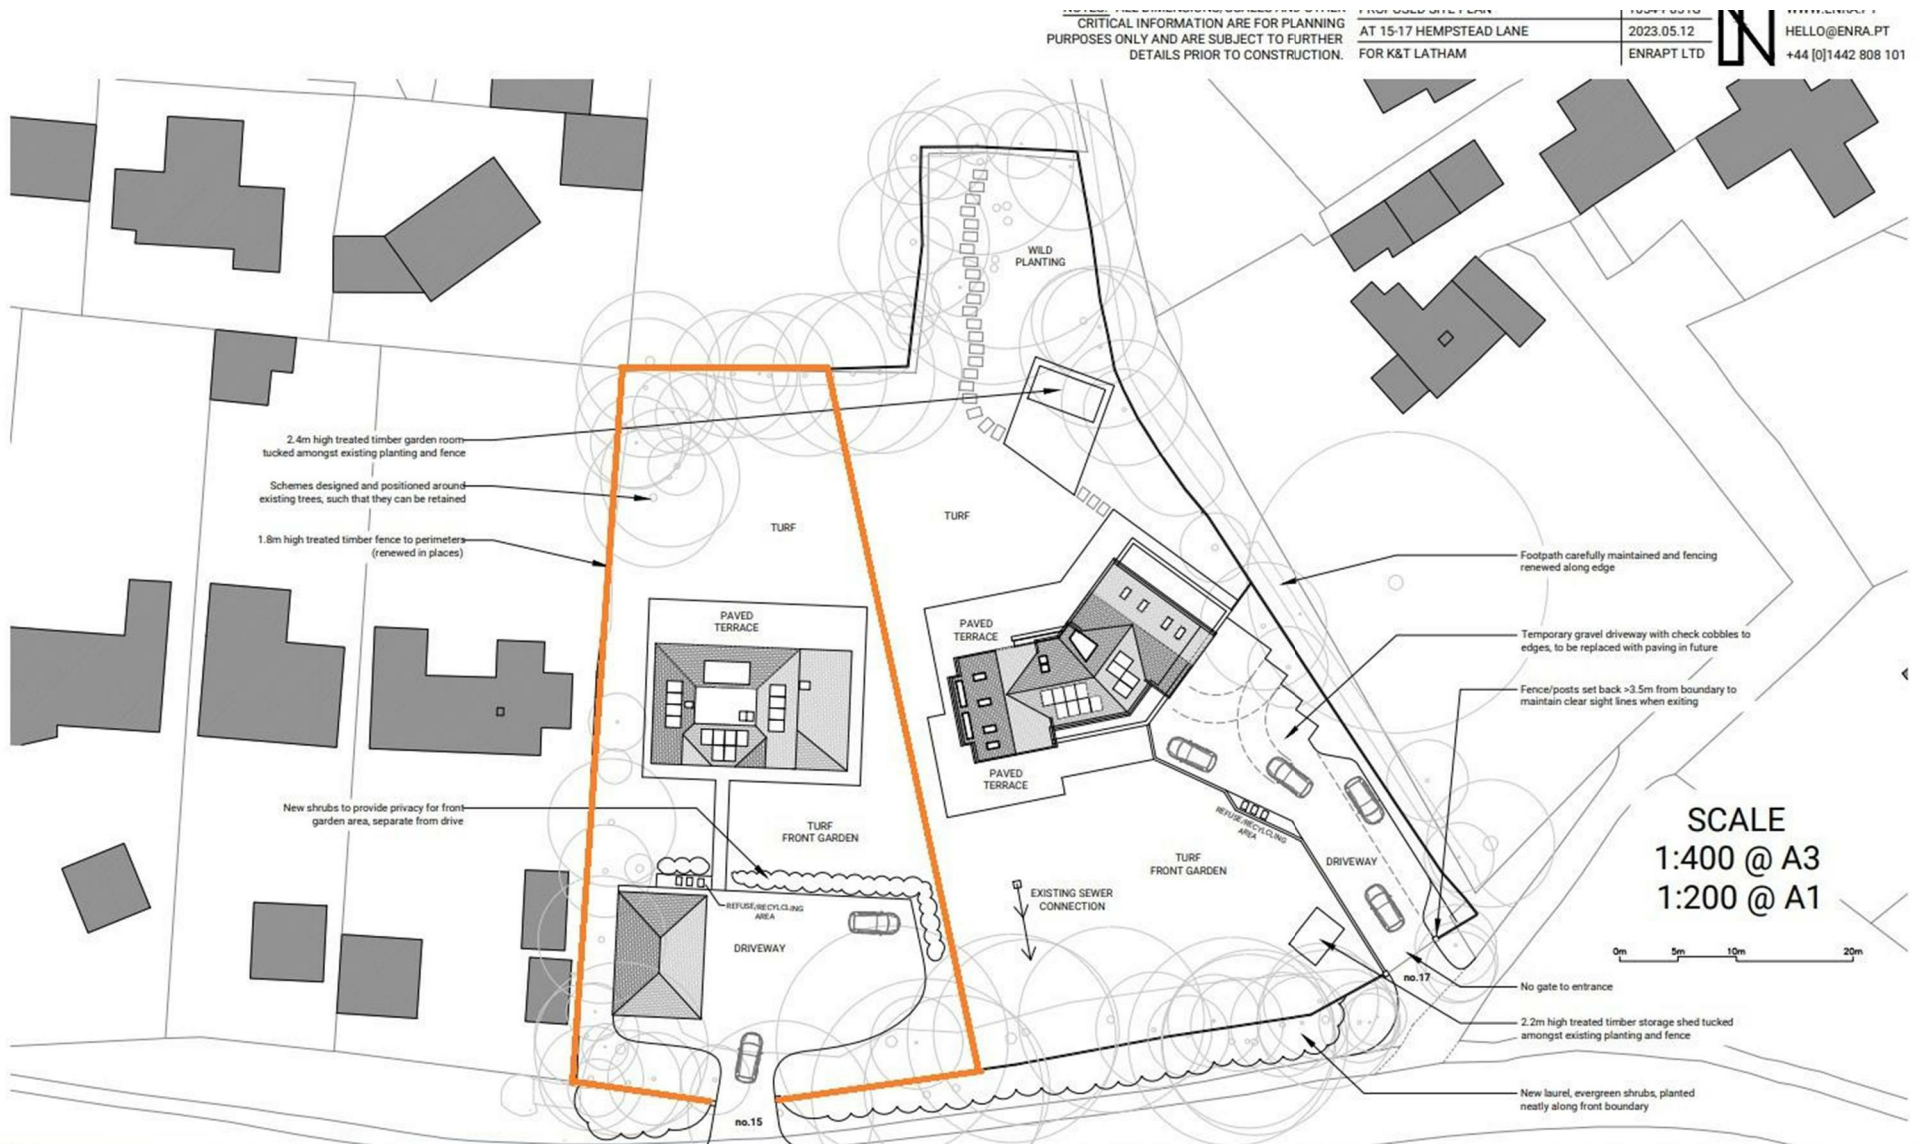 CRITICAL INFORMATION ARE FOR PLANNING
PURPOSES ONLY AND ARE SUBJECT TO FURTHER
DETAILS PRIOR TO CONSTRUCTION.
PROPOSED SITE PLAN
AT 15-17 HEMPSTEAD LANE
FOR K&T LATHAM
2023.05.12
ENRAPT LTD
N
HELLO@ENRA.PT
+44 [0]1442 808 101
WILD
PLANTING
2.4m high treated timber garden room
tucked amongst existing planting and fence
Schemes designed and positioned around
existing trees, such that they can be retained
1.8m high treated timber fence to perimeters
(renewed in places)
TURF
TURF
PAVED
TERRACE
PAVED
TERRACE
PAVED
TERRACE
Footpath carefully maintained and fencing
renewed along edge
Temporary gravel driveway with check cobbles to
edges, to be replaced with paving in future
Fence/posts set back >3.5m from boundary to
maintain clear sight lines when exiting
New shrubs to provide privacy for front
garden area, separate from drive
TURF
FRONT GARDEN
REFUSE/RECYLCLING
AREA
DRIVEWAY
TURF
FRONT GARDEN
EXISTING SEWER
CONNECTION
REFUSE/RECYLCLING
AREA
DRIVEWAY
SCALE
1:400 @ A3
1:200 @ A1
0m 5m 10m 20m
no.17
No gate to entrance
2.2m high treated timber storage shed tucked
amongst existing planting and fence
New laurel, evergreen shrubs, planted
neatly along front boundary
no.15